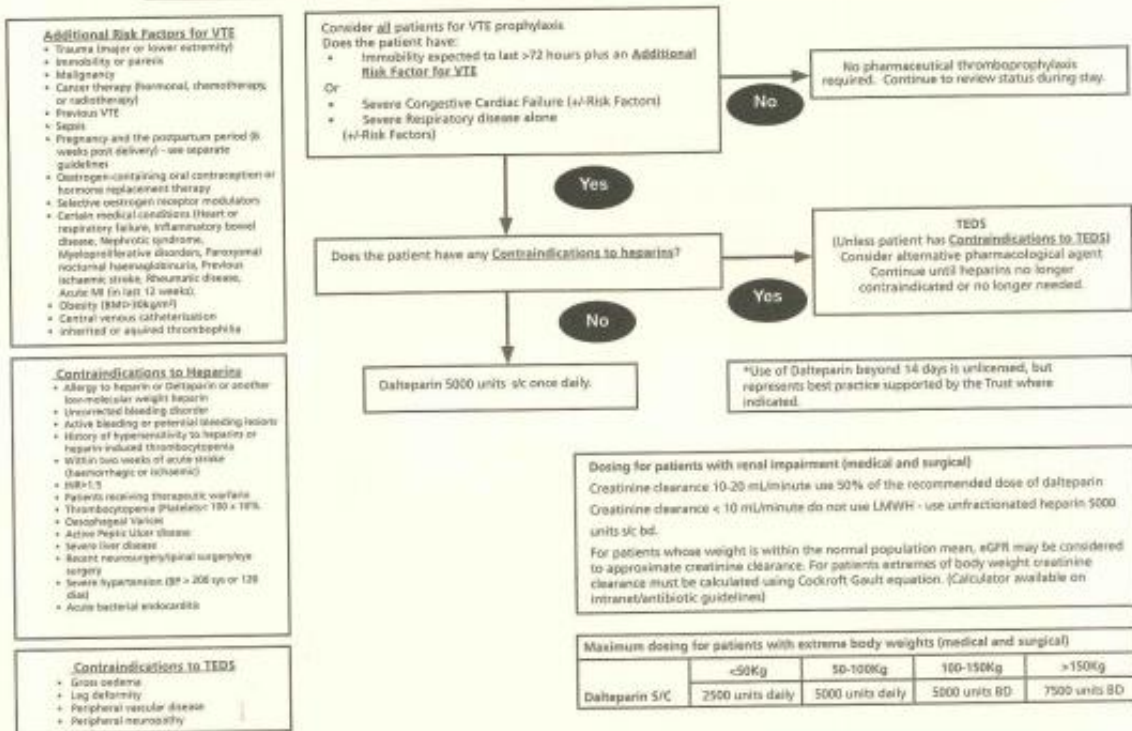 Additional Risk Factors for VTE
• Trauma (major or lower extremity)
• Immobility or paresis
• Malignancy
• Cancer therapy (hormonal, chemotherapy,
or radiotherapy)
• Previous VTE
• Sepsis
• Pregnancy and the postpartum period (6
weeks post delivery) - see separate
guidelines
• Oestrogen-containing oral contraception or
hormone replacement therapy
• Selective oestrogen receptor modulators
• Certain medical conditions (Heart or
respiratory failure, Inflammatory bowel
disease, Nephrotic syndrome,
Myeloproliferative disorders, Paroxysmal
nocturnal haemaglobinuria, Previous
ischaemic stroke, Rheumatic disease,
Acute MI (in last 12 weeks).
• Obesity (BMI>30kg/m²)
• Central venous catheterisation
• Inherited or aquired thrombophilia
Contraindications to Heparins
• Allergy to heparin or Deltaparin or another
low-molecular weight heparin
• Uncorrected bleeding disorder
• Active bleeding or potential bleeding lesions
• History of hypersensitivity to heparins or
heparin induced thrombocytopenia
• Within two weeks of acute stroke
(haemorrhagic or ischaemic)
• INR>1.5
• Patients receiving therapeutic warfarin
• Thrombocytopenia (Platelets<
• Oesophageal Varices
• Active Peptic Ulcer disease
• Severe liver disease
• Recent neurosurgery/spinal surgery/eye
surgery
• Severe hypertension (BP > sys or 120
dias)
• Acute bacterial endocarditis
Contraindications to TEDS
• Gross oedema
• Leg deformity
• Peripheral vascular disease
• Peripheral neuropathy
Consider all patients for VTE prophylaxis
Does the patient have:
• Immobility expected to last >72 hours plus an Additional
Risk Factor for VTE
Or
• Severe Congestive Cardiac Failure (+/-Risk Factors)
• Severe Respiratory disease alone
(+/-Risk Factors)
No
No pharmaceutical thromboprophylaxis
required. Continue to review status during stay.
Yes
Does the patient have any Contraindications to heparins?
Yes
TEDS
(Unless patient has Contraindications to TEDS)
Consider alternative pharmacological agent
Continue until heparins no longer
contraindicated or no longer needed.
No
Dalteparin 5000 units s/c once daily.
*Use of Dalteparin beyond 14 days is unlicensed, but
represents best practice supported by the Trust where
indicated.
Dosing for patients with renal impairment (medical and surgical)
Creatinine clearance 10-20 mL/minute use 50% of the recommended dose of dalteparin
Creatinine clearance < 10 mL/minute do not use LMWH - use unfractionated heparin 5000
units s/c bd.
For patients whose weight is within the normal population mean, eGFR may be considered
to approximate creatinine clearance. For patients extremes of body weight creatinine
clearance must be calculated using Cockroft Gault equation. (Calculator available on
intranet/antibiotic guidelines)
Maximum dosing for patients with extreme body weights (medical and surgical)
<50Kg 50-100Kg 100-150Kg >150Kg
Dalteparin S/C 2500 units daily 5000 units daily 5000 units BD 7500 units BD